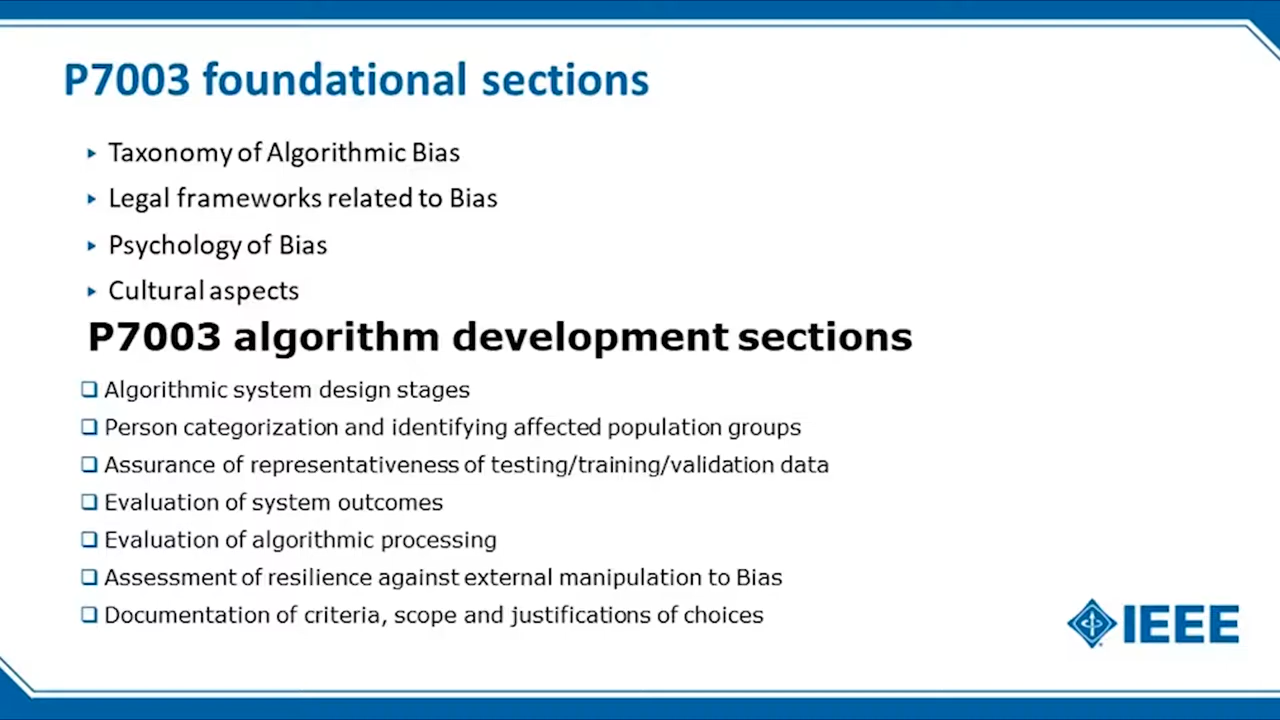 P7003 foundational sections
Taxonomy of Algorithmic Bias
Legal frameworks related to Bias
Psychology of Bias
Cultural aspects
P7003 algorithm development sections
Algorithmic system design stages
Person categorization and identifying affected population groups
Assurance of representativeness of testing/training/validation data
Evaluation of system outcomes
Evaluation of algorithmic processing
Assessment of resilience against external manipulation to Bias
Documentation of criteria, scope and justifications of choices
IEEE